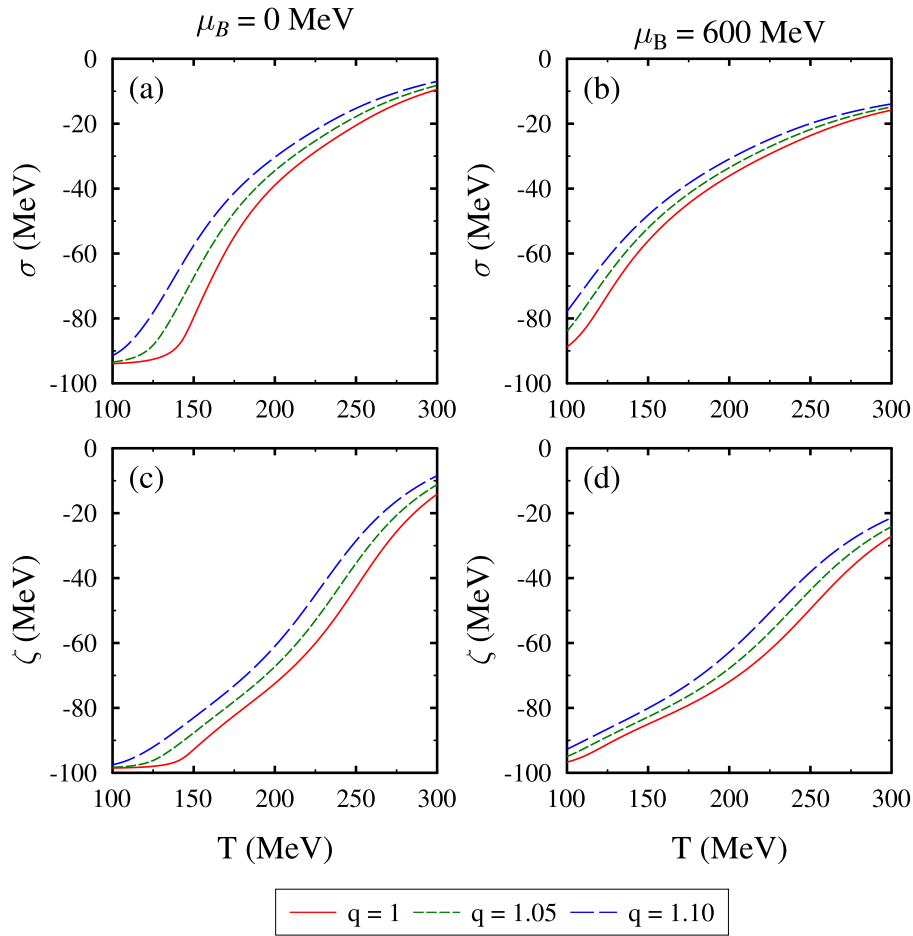 μB = 0 MeV
μB = 600 MeV
(a)
0
-20
-40
-60
-80
-100
σ (MeV)
100 150 200 250 300
(b)
0
-20
-40
-60
-80
-100
σ (MeV)
100 150 200 250 300
(c)
0
-20
-40
-60
-80
-100
ζ (MeV)
100 150 200 250 300
T (MeV)
(d)
0
-20
-40
-60
-80
-100
ζ (MeV)
100 150 200 250 300
T (MeV)
q = 1 q = 1.05 q = 1.10